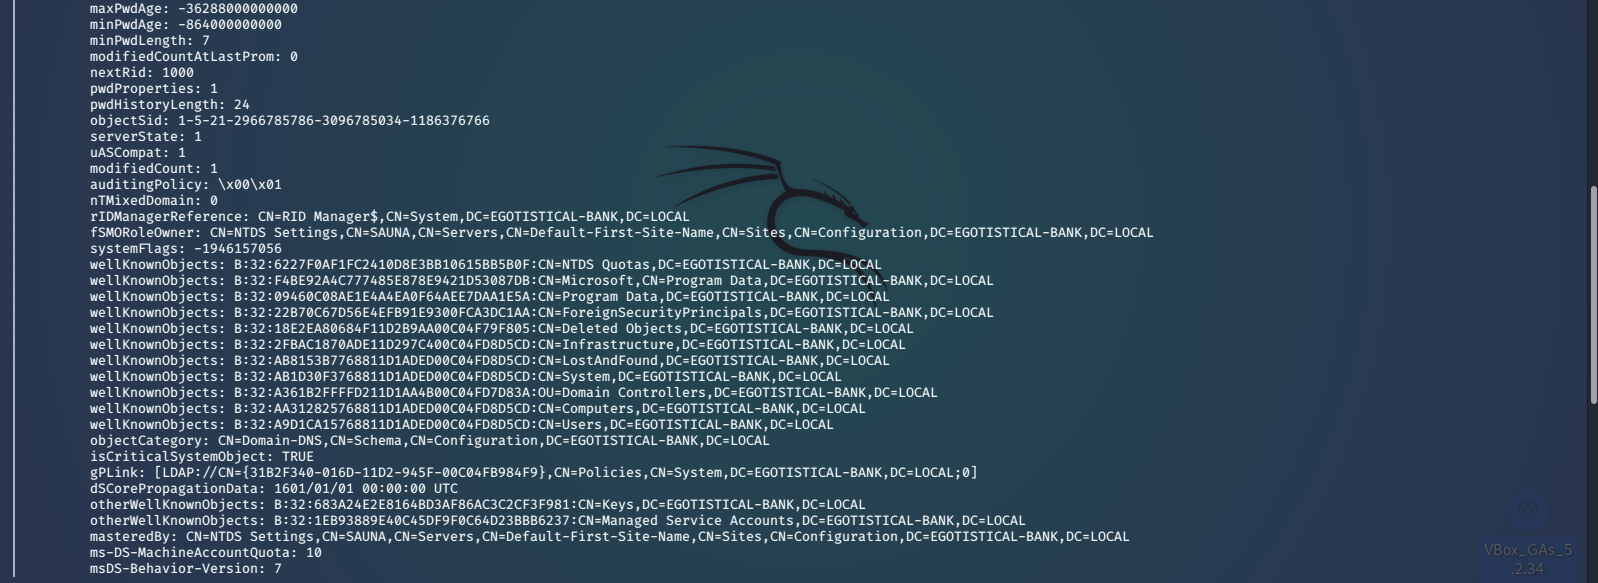 maxPwdAge: -36288000000000
minPwdAge: -864000000000
minPwdLength: 7
modifiedCountAtLastProm: 0
nextRid: 1000
pwdProperties: 1
pwdHistoryLength: 24
objectSid: 1-5-21-2966785786-3096785034-1186376766
serverState: 1
uASCompat: 1
modifiedCount: 1
auditingPolicy: \x00\x01
nTMixedDomain: 0
rIDManagerReference: CN=RID Manager$,CN=System,DC=EGOTISTICAL-BANK,DC=LOCAL
fSMORoleOwner: CN=NTDS Settings,CN=SAUNA,CN=Servers,CN=Default-First-Site-Name,CN=Sites,CN=Configuration,DC=EGOTISTICAL-BANK,DC=LOCAL
systemFlags: -1946157056
wellKnownObjects: B:32:6227F0AF1FC2410D8E3BB10615BB5B0F:CN=NTDS Quotas,DC=EGOTISTICAL-BANK,DC=LOCAL
wellKnownObjects: B:32:F4BE92A4C777485E878E9421D53087DB:CN=Microsoft,CN=Program Data,DC=EGOTISTICAL-BANK,DC=LOCAL
wellKnownObjects: B:32:09460C08AE1E4A4EA0F64AEE7DAA1E5A:CN=Program Data,DC=EGOTISTICAL-BANK,DC=LOCAL
wellKnownObjects: B:32:22B70C67D56E4EFB91E9300FCA3DC1AA:CN=ForeignSecurityPrincipals,DC=EGOTISTICAL-BANK,DC=LOCAL
wellKnownObjects: B:32:18E2EA80684F11D2B9AA00C04F79F805:CN=Deleted Objects,DC=EGOTISTICAL-BANK,DC=LOCAL
wellKnownObjects: B:32:2FBAC1870ADE11D297C400C04FD8D5CD:CN=Infrastructure,DC=EGOTISTICAL-BANK,DC=LOCAL
wellKnownObjects: B:32:AB8153B7768811D1ADED00C04FD8D5CD:CN=LostAndFound,DC=EGOTISTICAL-BANK,DC=LOCAL
wellKnownObjects: B:32:AB1D30F3768811D1ADED00C04FD8D5CD:CN=System,DC=EGOTISTICAL-BANK,DC=LOCAL
wellKnownObjects: B:32:A361B2FFFFD211D1AA4B00C04FD7D83A:OU=Domain Controllers,DC=EGOTISTICAL-BANK,DC=LOCAL
wellKnownObjects: B:32:AA312825768811D1ADED00C04FD8D5CD:CN=Computers,DC=EGOTISTICAL-BANK,DC=LOCAL
wellKnownObjects: B:32:A9D1CA15768811D1ADED00C04FD8D5CD:CN=Users,DC=EGOTISTICAL-BANK,DC=LOCAL
objectCategory: CN=Domain-DNS,CN=Schema,CN=Configuration,DC=EGOTISTICAL-BANK,DC=LOCAL
isCriticalSystemObject: TRUE
gPLink: [LDAP://CN={31B2F340-016D-11D2-945F-00C04FB984F9},CN=Policies,CN=System,DC=EGOTISTICAL-BANK,DC=LOCAL;0]
dSCorePropagationData: 1601/01/01 00:00:00 UTC
otherWellKnownObjects: B:32:683A24E2E8164BD3AF86AC3C2CF3F981:CN=Keys,DC=EGOTISTICAL-BANK,DC=LOCAL
otherWellKnownObjects: B:32:1EB93889E40C45DF9F0C64D23BBB6237:CN=Managed Service Accounts,DC=EGOTISTICAL-BANK,DC=LOCAL
masteredBy: CN=NTDS Settings,CN=SAUNA,CN=Servers,CN=Default-First-Site-Name,CN=Sites,CN=Configuration,DC=EGOTISTICAL-BANK,DC=LOCAL
ms-DS-MachineAccountQuota: 10
msDS-Behavior-Version: 7
VBox_GAs_5
.2.34